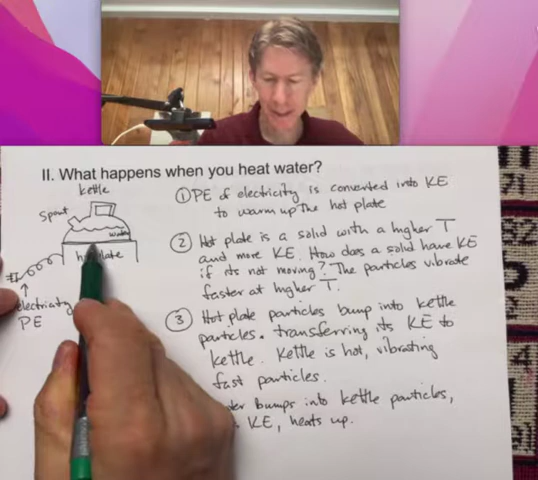 II. What happens when you heat water?
kettle
spout
water
electricity
PE
① PE of electricity is converted into KE
to warm up the hot plate
② Hot plate is a solid with a higher T
and more KE. How does a solid have KE
if its not moving? The particles vibrate
faster at higher T.
③ Hot plate particles bump into kettle
particles. transferring its KE to
kettle. Kettle is hot, vibrating
fast particles.
bumps into kettle particles,
KE, heats up.